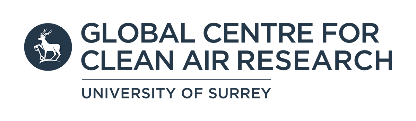 GLOBAL CENTRE FOR
CLEAN AIR RESEARCH
UNIVERSITY OF SURREY